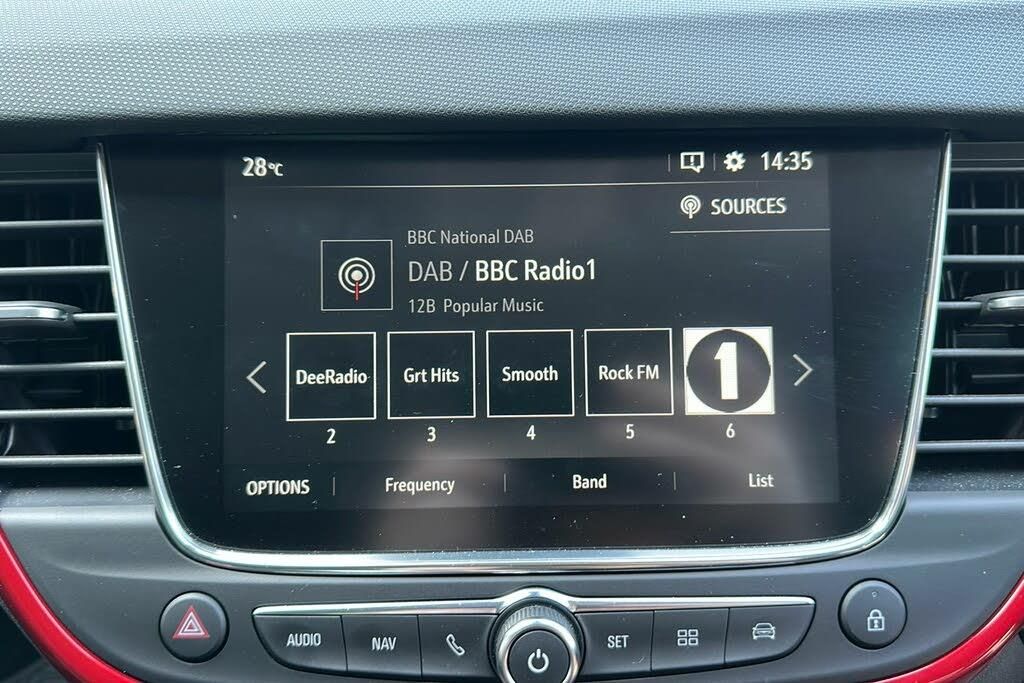 28°C
14:35
SOURCES
BBC National DAB
DAB / BBC Radio1
12B Popular Music
DeeRadio Grt Hits Smooth Rock FM 1
2 3 4 5 6
OPTIONS Frequency Band List
AUDIO NAV SET